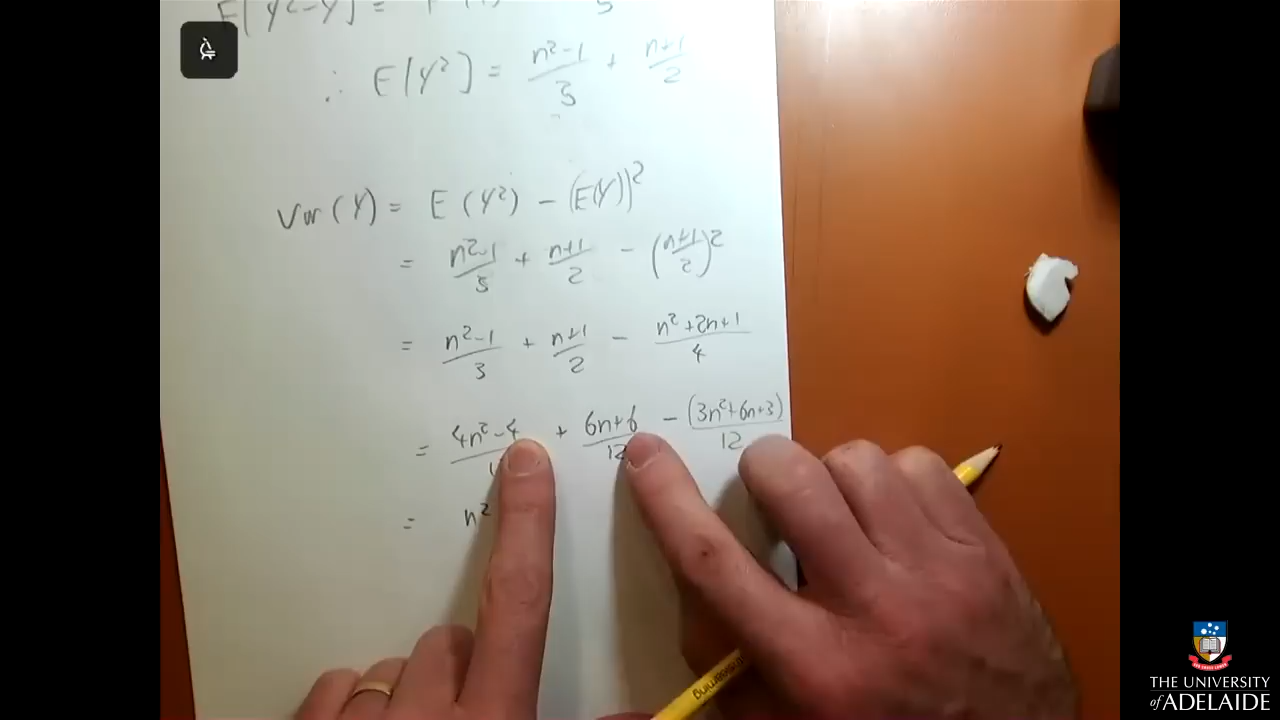 E[Y²-Y] =
∴ E[Y²] = n²-1/3 + n+1/2
Var(Y) = E(Y²) - (E(Y))²
= n²-1/3 + n+1/2 - (n+1/2)²
= n²-1/3 + n+1/2 - n²+2n+1/4
= 4n²-4/1 + 6n+6/12 - (3n²+6n+3)/12
= n²
THE UNIVERSITY
of ADELAIDE